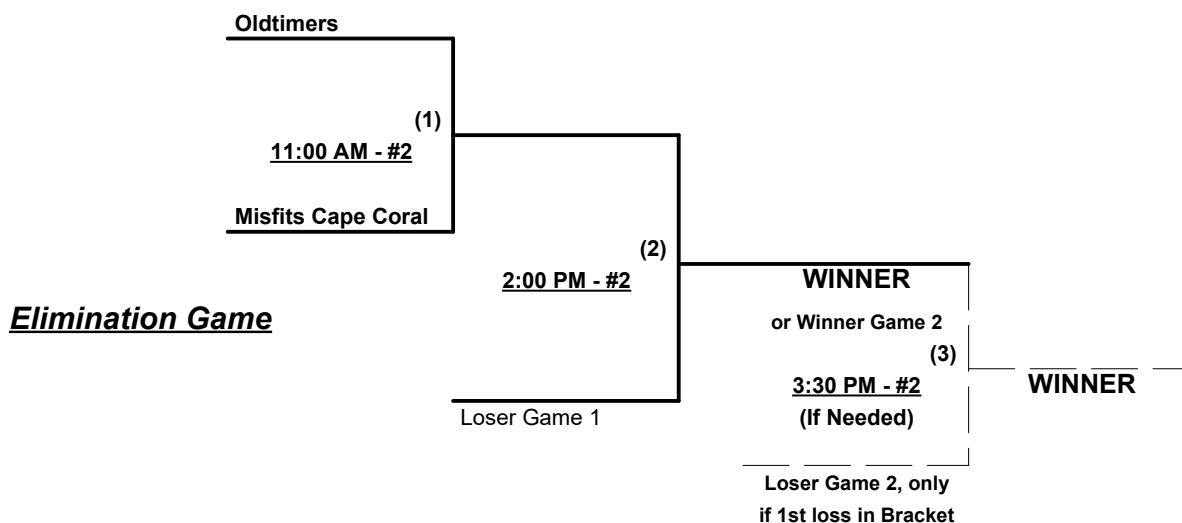 Oldtimers
(1)
11:00 AM - #2
Misfits Cape Coral
(2)
2:00 PM - #2
WINNER
Elimination Game
or Winner Game 2
(3)
3:30 PM - #2
WINNER
(If Needed)
Loser Game 1
Loser Game 2, only
if 1st loss in Bracket